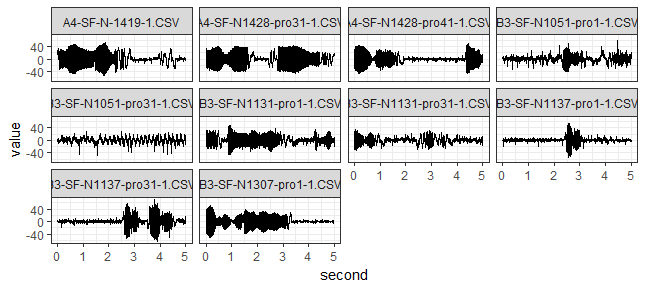 A4-SF-N-1419-1.CSV
A4-SF-N1428-pro31-1.CSV
A4-SF-N1428-pro41-1.CSV
B3-SF-N1051-pro1-1.CSV
40
0
-40
B3-SF-N1051-pro31-1.CSV
B3-SF-N1131-pro1-1.CSV
B3-SF-N1131-pro31-1.CSV
B3-SF-N1137-pro1-1.CSV
40
0
-40
value
0 1 2 3 4 5 0 1 2 3 4 5
B3-SF-N1137-pro31-1.CSV
B3-SF-N1307-pro1-1.CSV
40
0
-40
0 1 2 3 4 5 0 1 2 3 4 5
second